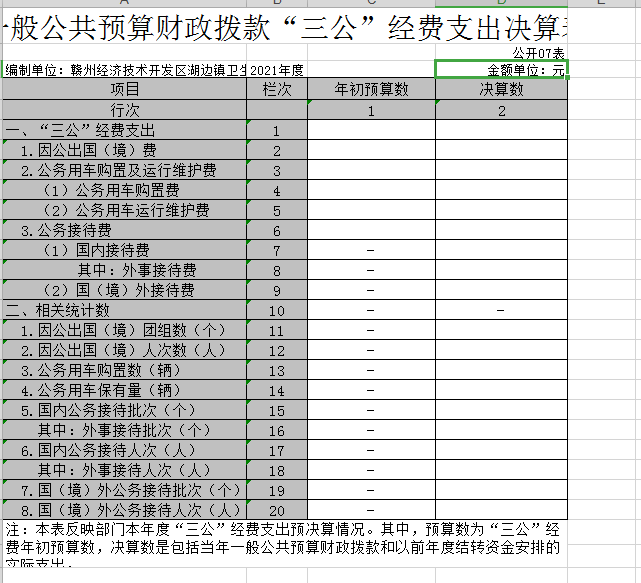 一般公共预算财政拨款“三公”经费支出决算表
公开07表
编制单位：赣州经济技术开发区湖边镇卫生 2021年度 金额单位：元
项目 栏次 年初预算数 决算数
行次 1 2
一、“三公”经费支出 1
1.因公出国（境）费 2
2.公务用车购置及运行维护费 3
（1）公务用车购置费 4
（2）公务用车运行维护费 5
3.公务接待费 6
（1）国内接待费 7 –
其中：外事接待费 8 –
（2）国（境）外接待费 9 –
二、相关统计数 10 – –
1.因公出国（境）团组数（个） 11 –
2.因公出国（境）人次数（人） 12 –
3.公务用车购置数（辆） 13 –
4.公务用车保有量（辆） 14 –
5.国内公务接待批次（个） 15 –
其中：外事接待批次（个） 16 –
6.国内公务接待人次（人） 17 –
其中：外事接待人次（人） 18 –
7.国（境）外公务接待批次（个） 19 –
8.国（境）外公务接待人次（人） 20 –
注：本表反映部门本年度“三公”经费支出预决算情况。其中，预算数为“三公”经
费年初预算数，决算数是包括当年一般公共预算财政拨款和以前年度结转资金安排的
实际支出。